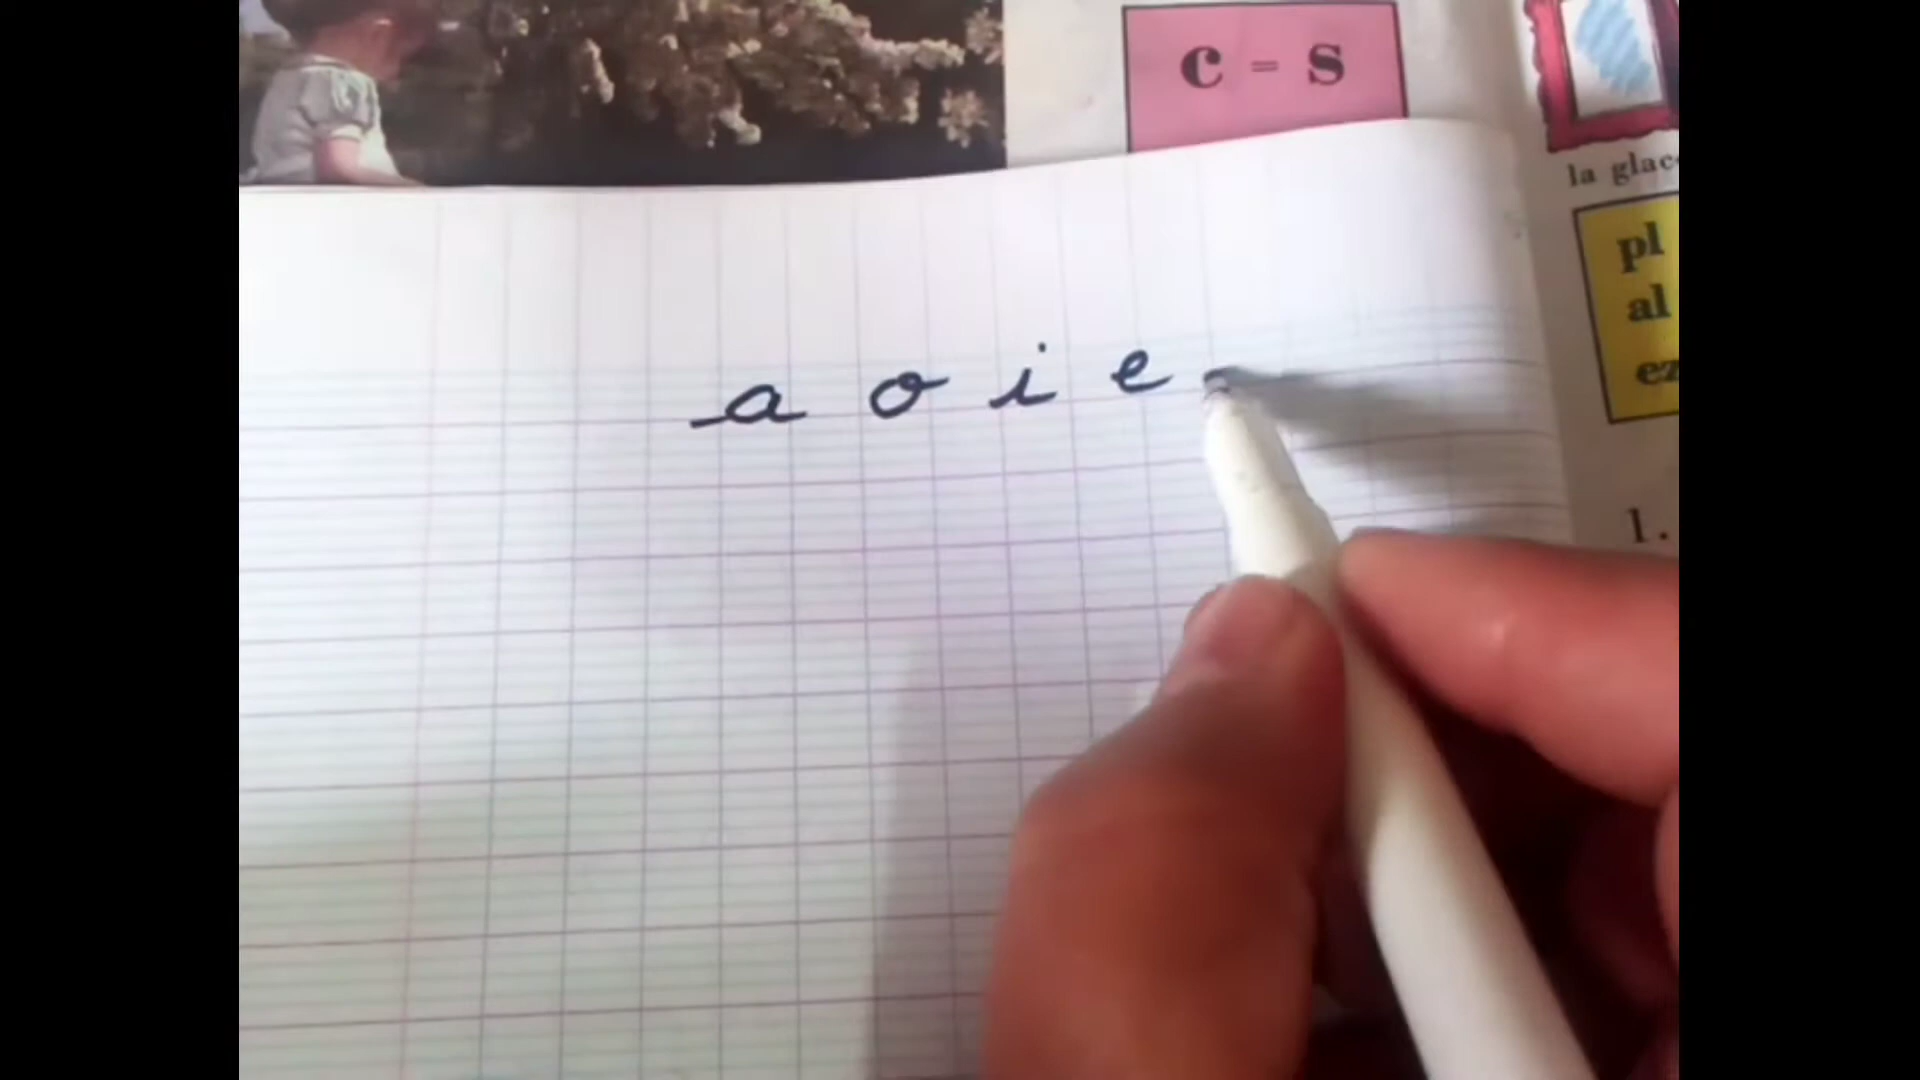 c = s
la glac
pl
al
ez
a o i e
1.